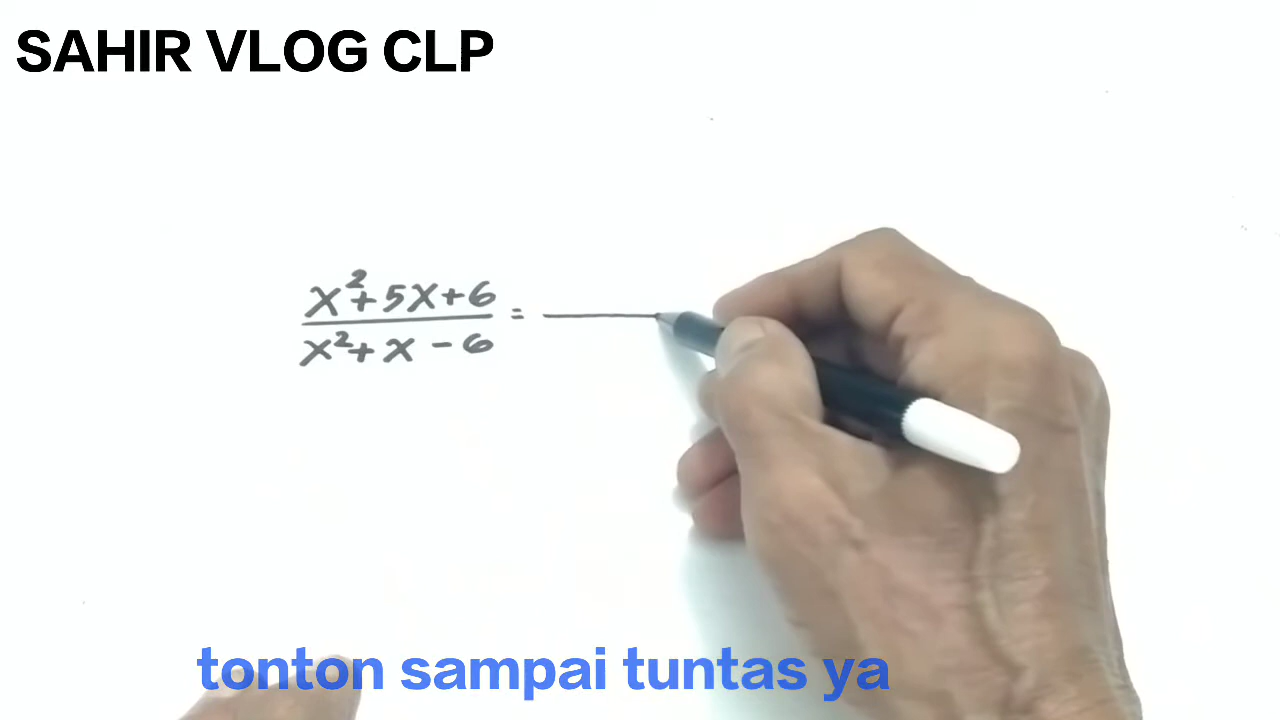 SAHIR VLOG CLP
x²+5x+6 =
x²+x-6
tonton sampai tuntas ya